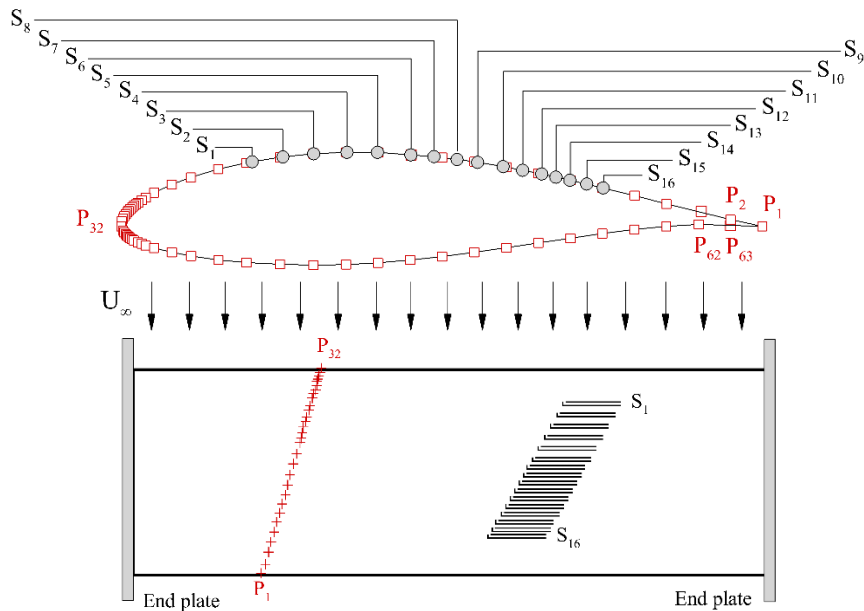 S8
S7
S9
S6
S10
S5
S11
S4
S12
S3
S13
S2
S14
S1
S15
S16
P32
P2
P1
P62
P63
U∞
P32
S1
S16
End plate
P1
End plate